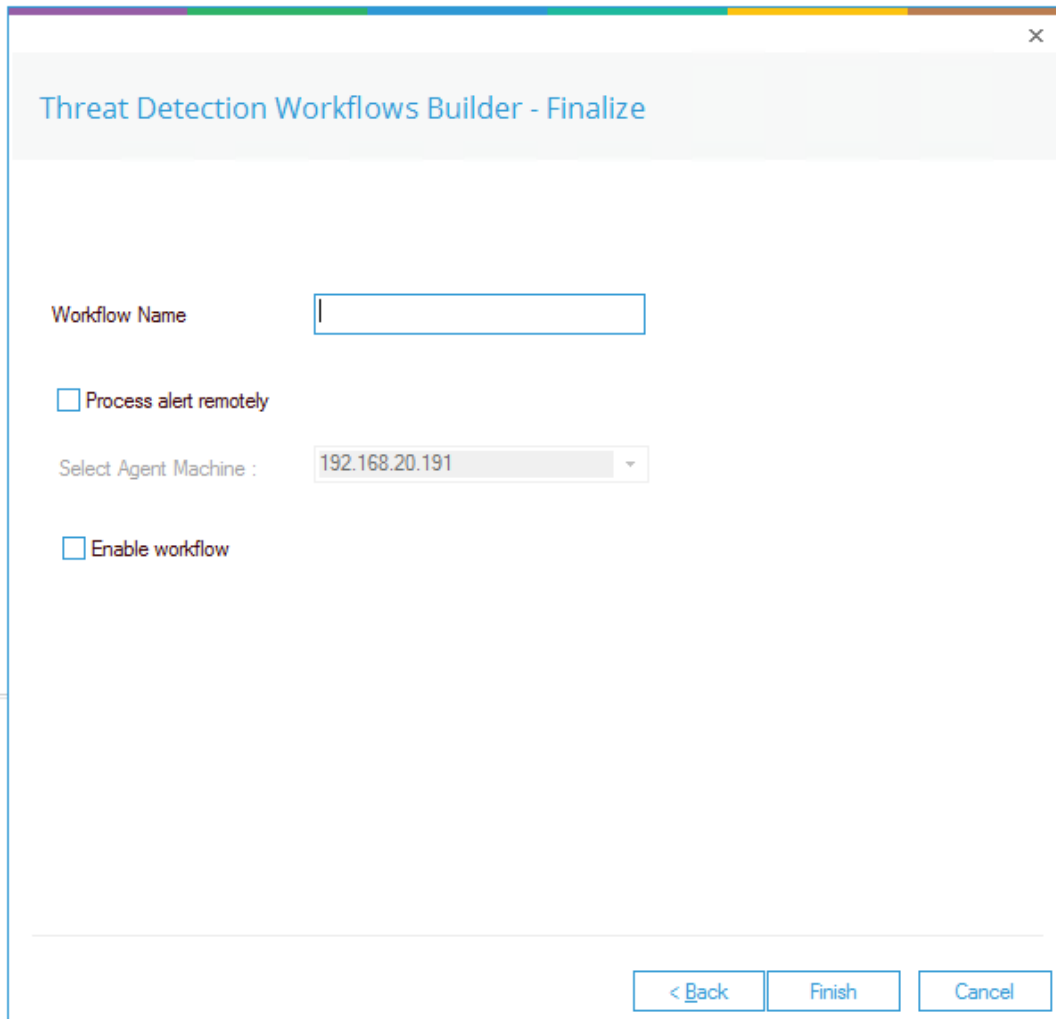 Threat Detection Workflows Builder - Finalize
Workflow Name
Process alert remotely
Select Agent Machine :
192.168.20.191
Enable workflow
< Back
Finish
Cancel